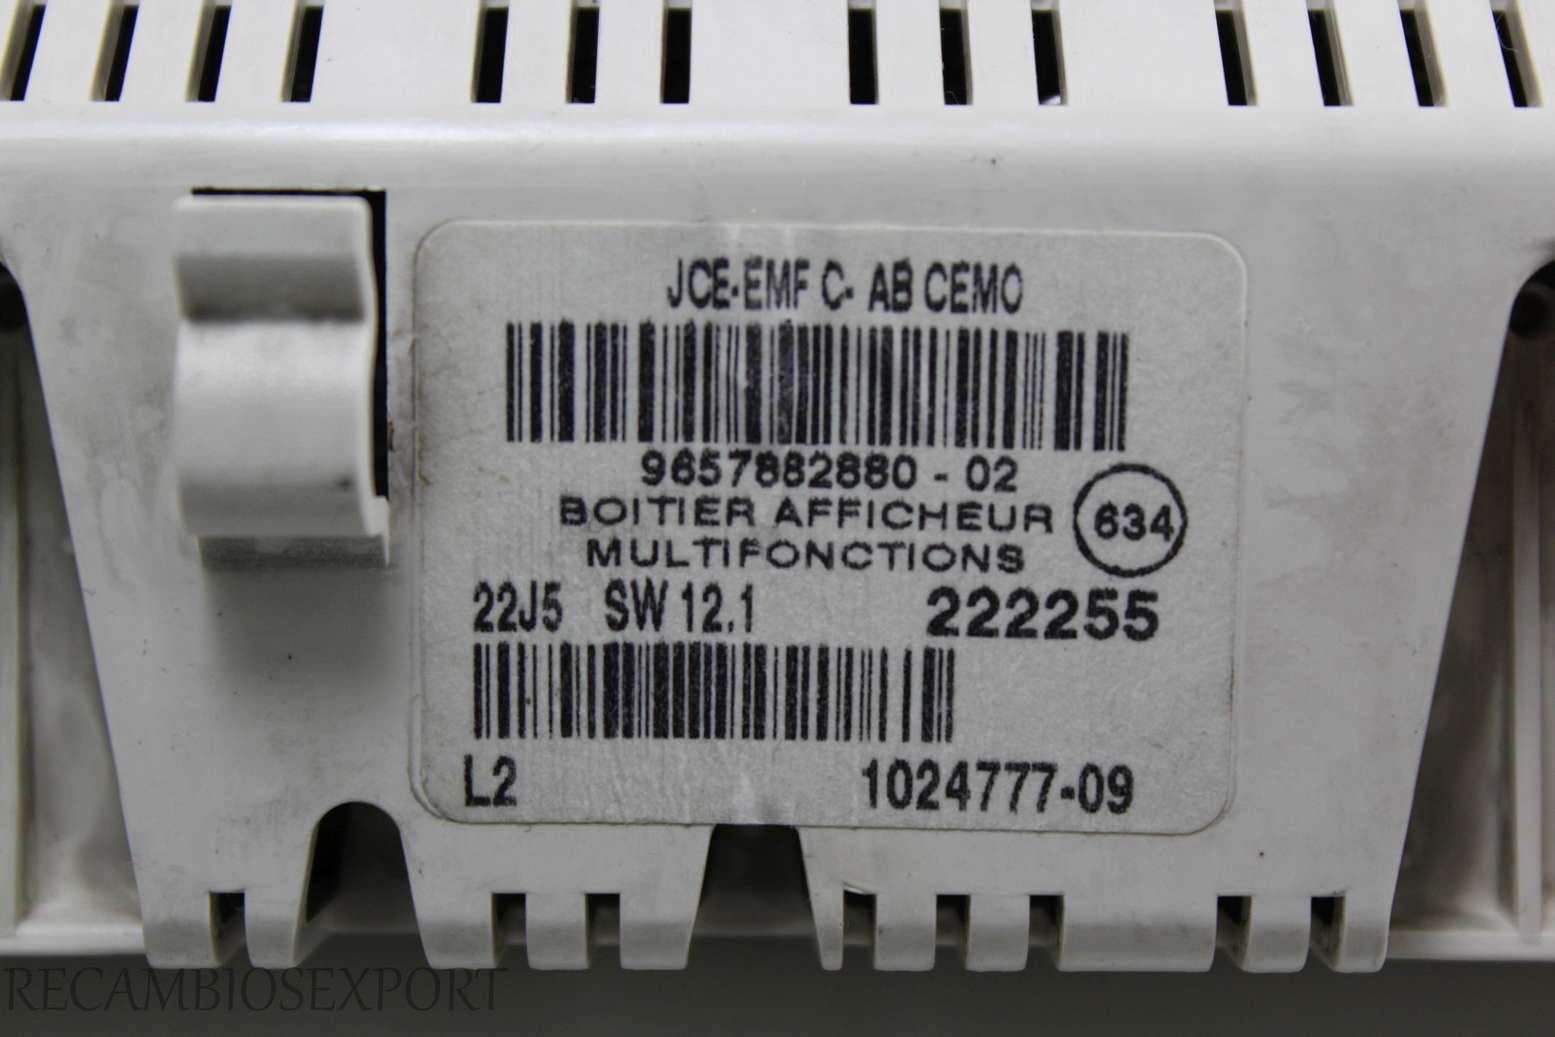 JCE-EMF C- AB CEMO
9657882880 - 02
BOITIER AFFICHEUR
MULTIFONCTIONS
634
22J5 SW 12.1 222255
L2 1024777-09
RECAMBIOSEXPORT